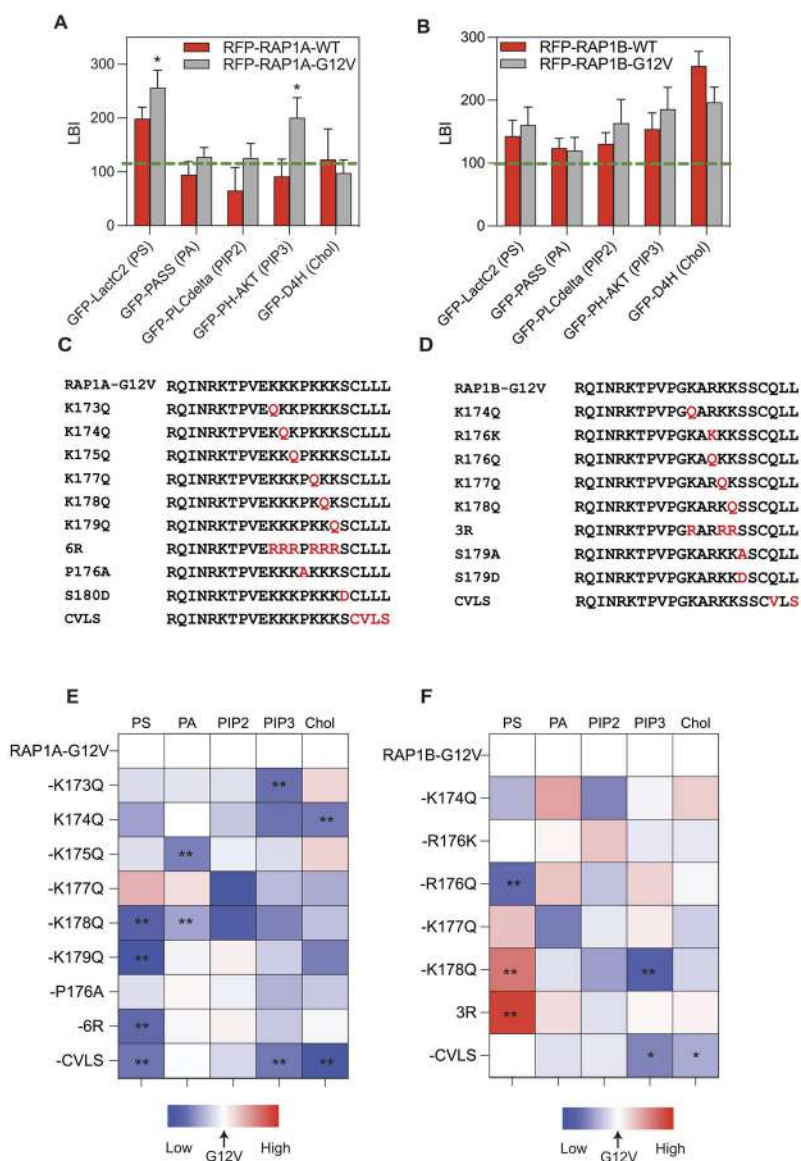 A
RFP-RAP1A-WT
RFP-RAP1A-G12V
300
200
100
0
LBI
*
*
GFP-LactC2 (PS)
GFP-PASS (PA)
GFP-PLCdelta (PIP2)
GFP-PH-AKT (PIP3)
GFP-D4H (Chol)
B
RFP-RAP1B-WT
RFP-RAP1B-G12V
300
200
100
0
LBI
GFP-LactC2 (PS)
GFP-PASS (PA)
GFP-PLCdelta (PIP2)
GFP-PH-AKT (PIP3)
GFP-D4H (Chol)
C
RAP1A-G12V RQINRKTPVEKKKPKKKSCLLL
K173Q RQINRKTPVEQKKPKKKSCLLL
K174Q RQINRKTPVEKQKPKKKSCLLL
K175Q RQINRKTPVEKKQPKKKSCLLL
K177Q RQINRKTPVEKKKPQKKSCLLL
K178Q RQINRKTPVEKKKPKQKSCLLL
K179Q RQINRKTPVEKKKPKKQSCLLL
6R RQINRKTPVERRRPRRRSCLLL
P176A RQINRKTPVEKKKAKKKSCLLL
S180D RQINRKTPVEKKKPKKKDCLLL
CVLS RQINRKTPVEKKKPKKKSCVLS
D
RAP1B-G12V RQINRKTPVPGKARKKSSCQLL
K174Q RQINRKTPVPGQARKKSSCQLL
R176K RQINRKTPVPGKAKKKSSCQLL
R176Q RQINRKTPVPGKAQKKSSCQLL
K177Q RQINRKTPVPGKARQKSSCQLL
K178Q RQINRKTPVPGKARKQSSCQLL
3R RQINRKTPVPGRARRRSSCQLL
S179A RQINRKTPVPGKARKKASCQLL
S179D RQINRKTPVPGKARKKDSCQLL
CVLS RQINRKTPVPGKARKKSSCVLS
E
PS PA PIP2 PIP3 Chol
RAP1A-G12V
-K173Q **
K174Q **
-K175Q **
-K177Q
-K178Q ** **
-K179Q **
-P176A
-6R **
-CVLS ** ** **
Low High
G12V
F
PS PA PIP2 PIP3 Chol
RAP1B-G12V
-K174Q
-R176K
-R176Q **
-K177Q
-K178Q ** **
3R **
-CVLS * *
Low High
G12V